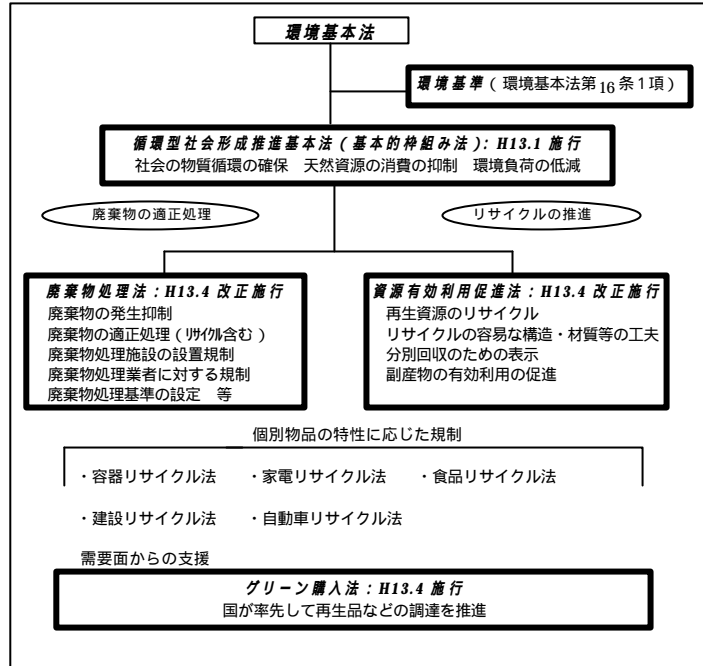 環境基本法
環境基準（環境基本法第16条1項）
循環型社会形成推進基本法（基本的枠組み法）：H13.1 施行
社会の物質循環の確保　天然資源の消費の抑制　環境負荷の低減
廃棄物の適正処理
リサイクルの推進
廃棄物処理法：H13.4 改正施行
廃棄物の発生抑制
廃棄物の適正処理（ﾘｻｲｸﾙ含む）
廃棄物処理施設の設置規制
廃棄物処理業者に対する規制
廃棄物処理基準の設定　等
資源有効利用促進法：H13.4 改正施行
再生資源のリサイクル
リサイクルの容易な構造・材質等の工夫
分別回収のための表示
副産物の有効利用の促進
個別物品の特性に応じた規制
・容器リサイクル法　・家電リサイクル法　・食品リサイクル法
・建設リサイクル法　・自動車リサイクル法
需要面からの支援
グリーン購入法：H13.4 施行
国が率先して再生品などの調達を推進